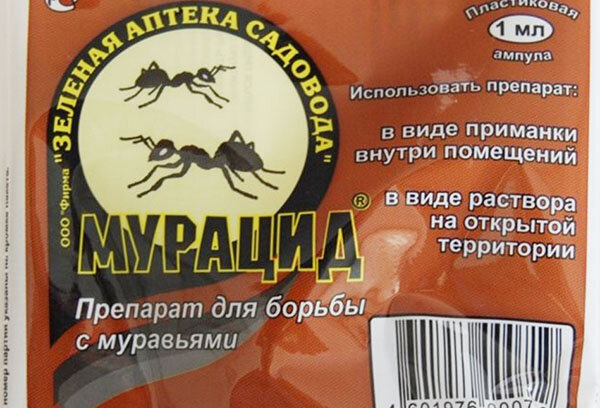 ООО "Фирма "ЗЕЛЕНАЯ АПТЕКА САДОВОДА"
МУРАЦИД®
Препарат для борьбы
с муравьями
Пластиковая
1 мл
ампула
Использовать препарат:
в виде приманки
внутри помещений
в виде раствора
на открытой
территории